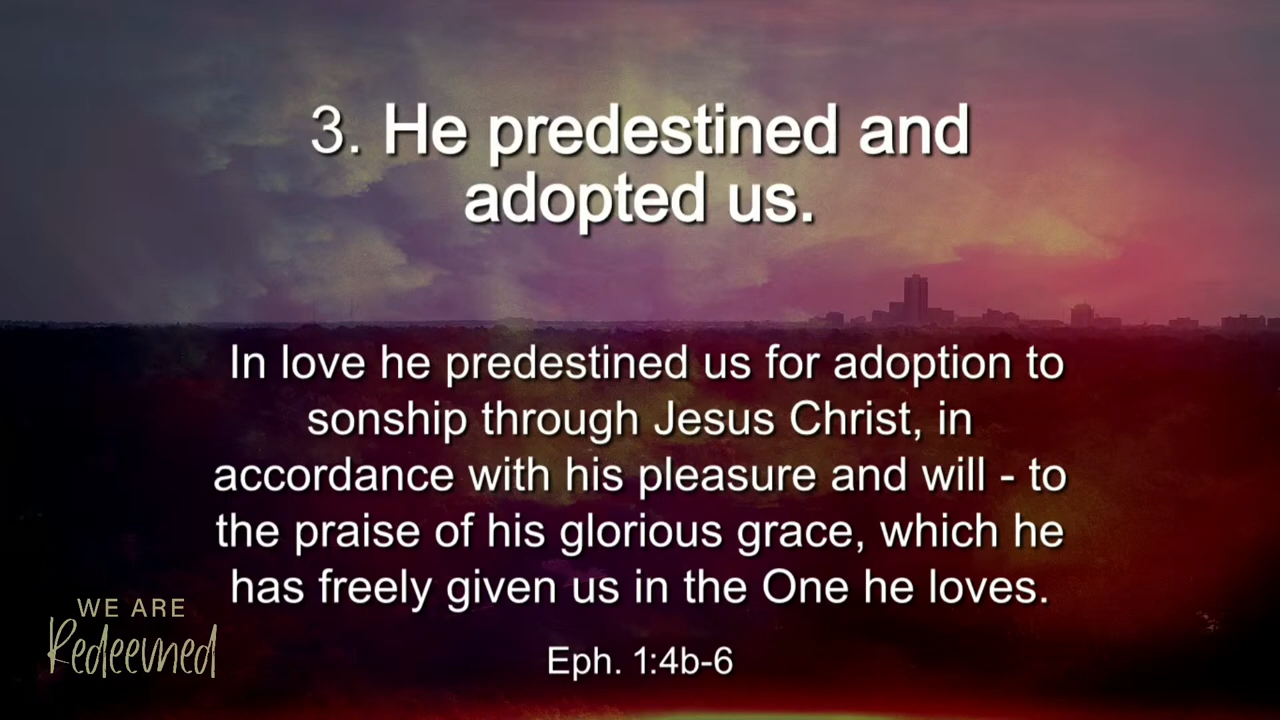 3. He predestined and
adopted us.
In love he predestined us for adoption to
sonship through Jesus Christ, in
accordance with his pleasure and will - to
the praise of his glorious grace, which he
has freely given us in the One he loves.
Eph. 1:4b-6
WE ARE
Redeemed